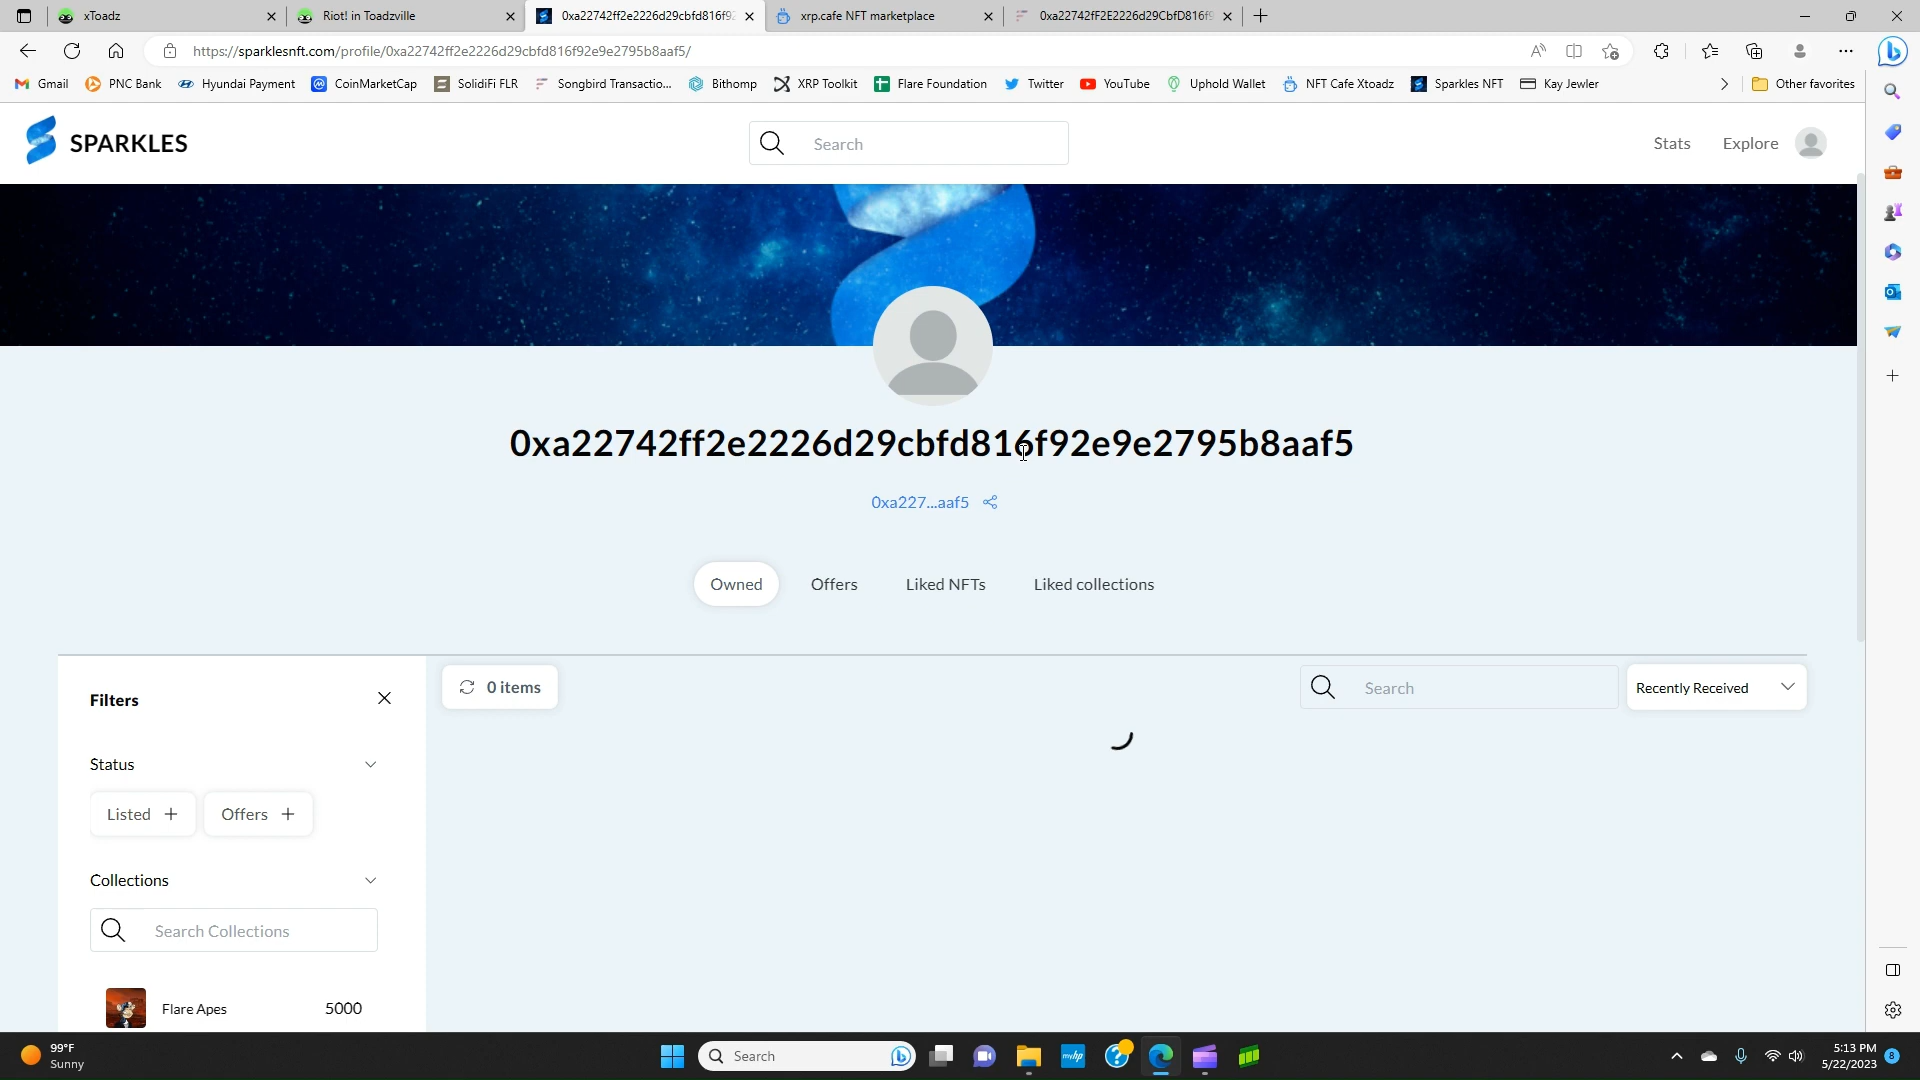 xToadz
Riot! in Toadzville
0xa22742ff2e2226d29cbfd816f92
xrp.cafe NFT marketplace
0xa22742fF2E2226d29CbfD816f9
https://sparklesnft.com/profile/0xa22742ff2e2226d29cbfd816f92e9e2795b8aaf5/
Gmail
PNC Bank
Hyundai Payment
CoinMarketCap
SolidiFi FLR
Songbird Transactio...
Bithomp
XRP Toolkit
Flare Foundation
Twitter
YouTube
Uphold Wallet
NFT Cafe Xtoadz
Sparkles NFT
Kay Jewler
Other favorites
SPARKLES
Search
Stats
Explore
0xa22742ff2e2226d29cbfd816f92e9e2795b8aaf5
0xa227...aaf5
Owned
Offers
Liked NFTs
Liked collections
Filters
0 items
Search
Recently Received
Status
Listed +
Offers +
Collections
Search Collections
Flare Apes
5000
99°F
Sunny
Search
myhp
5:13 PM
5/22/2023
8